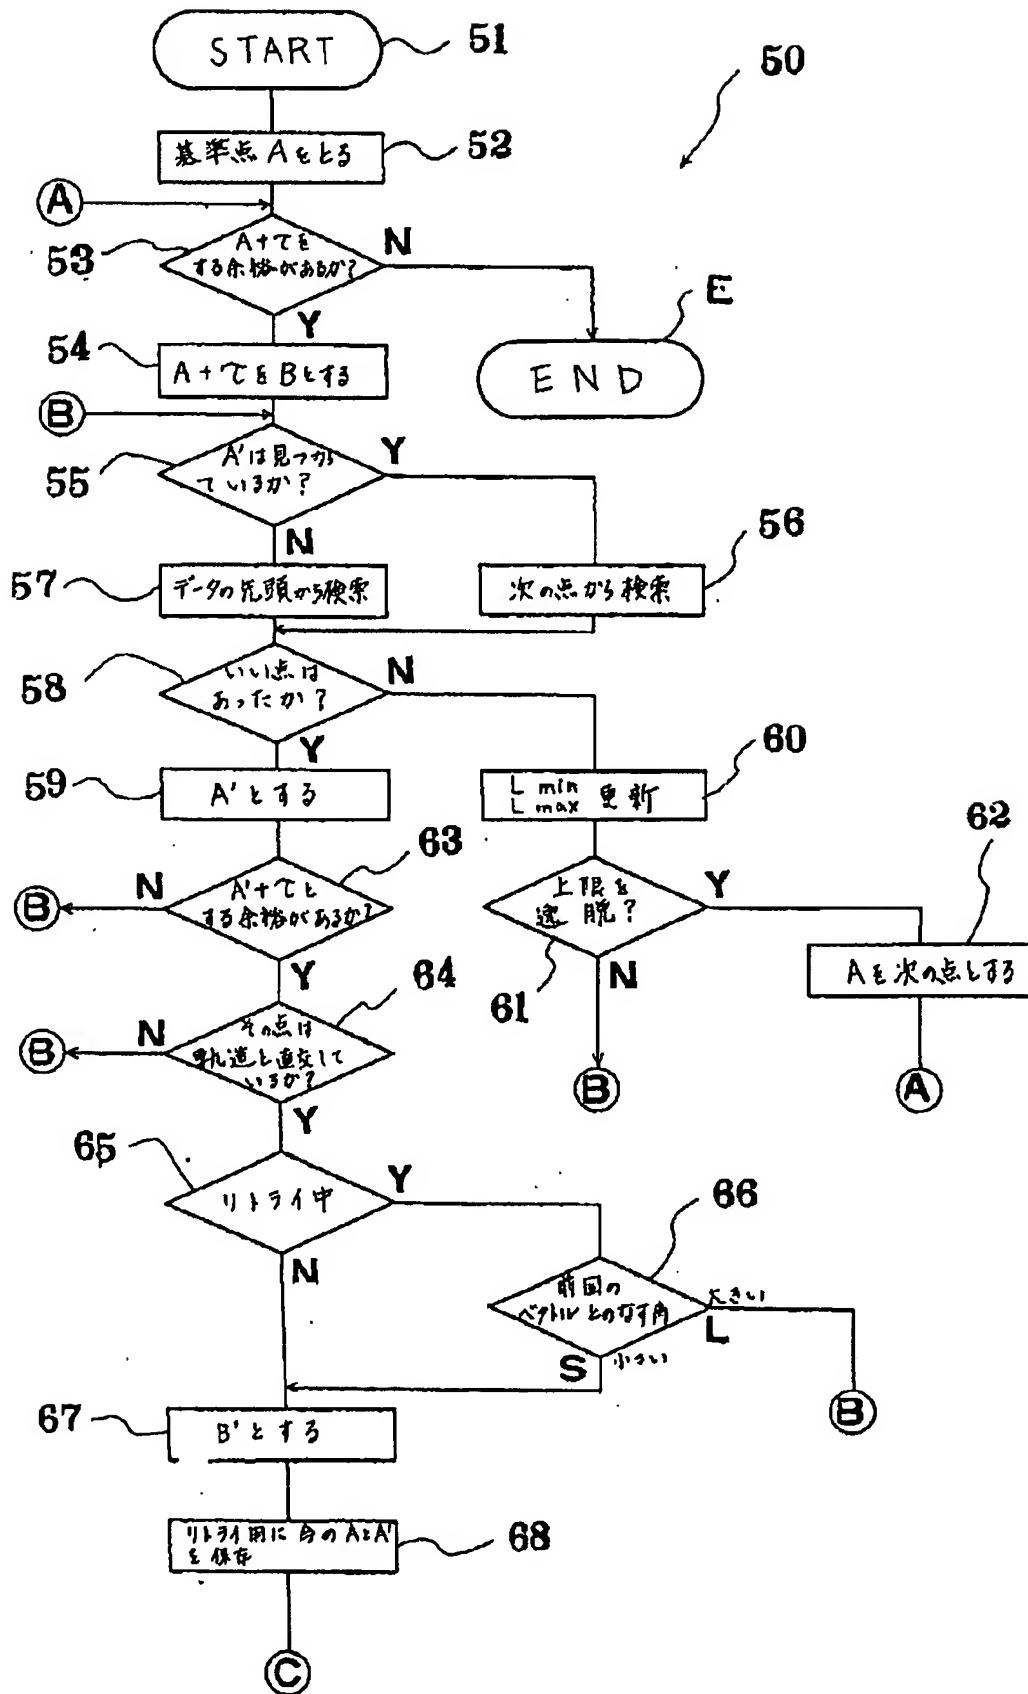 START
51
50
基準点 Aをとる
52
A
53
A+τを
する余裕があるか?
N
Y
E
END
54
A+τをBとする
B
55
A'は見つかっ
ているか?
Y
N
56
57
データの先頭から検索
次の点から検索
58
いい点は
あったか?
N
Y
59
A'とする
60
L min
L max 更新
62
63
A'+τと
する余裕があるか?
N
B
Y
上限を
逸脱?
Y
61
N
Aを次の点とする
64
その点は
軌道と直交して
いるか?
N
B
Y
B
A
65
リトライ中
Y
N
66
前回の
ベクトルとのなす角
大きい
L
S
小さい
B
67
B'とする
リトライ用に今のAとA'
を保存
68
C